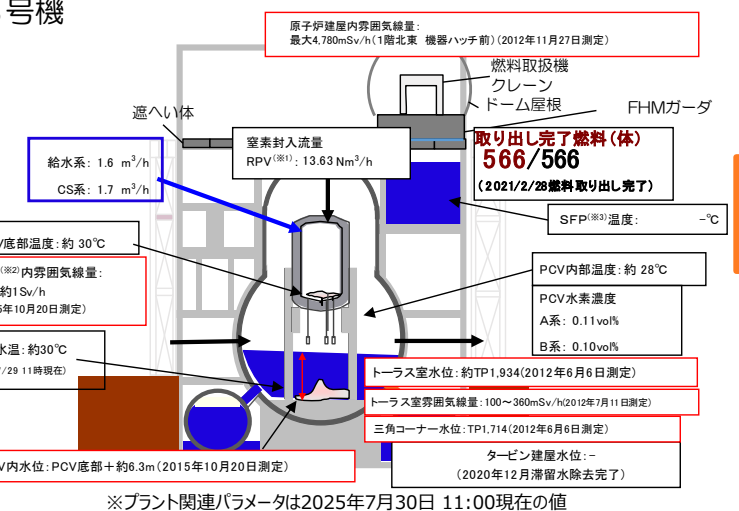 号機
原子炉建屋内雰囲気線量:
最大4,780mSv/h(1階北東 機器ハッチ前)(2012年11月27日測定)
燃料取扱機
クレーン
ドーム屋根
FHMガーダ
遮へい体
給水系: 1.6 m³/h
CS系: 1.7 m³/h
窒素封入流量
RPV(※1): 13.63 Nm³/h
取り出し完了燃料(体)
566/566
(2021/2/28燃料取り出し完了)
SFP(※3)温度: -℃
V底部温度: 約 30℃
(※2)内雰囲気線量:
約1Sv/h
5年10月20日測定)
PCV内部温度: 約 28℃
PCV水素濃度
A系: 0.11vol%
B系: 0.10vol%
水温: 約30℃
/29 11時現在)
トーラス室水位: 約TP1,934(2012年6月6日測定)
トーラス室雰囲気線量: 100～360mSv/h(2012年7月11日測定)
三角コーナー水位: TP1,714(2012年6月6日測定)
V内水位: PCV底部+約6.3m(2015年10月20日測定)
タービン建屋水位: -
(2020年12月滞留水除去完了)
※プラント関連パラメータは2025年7月30日 11:00現在の値